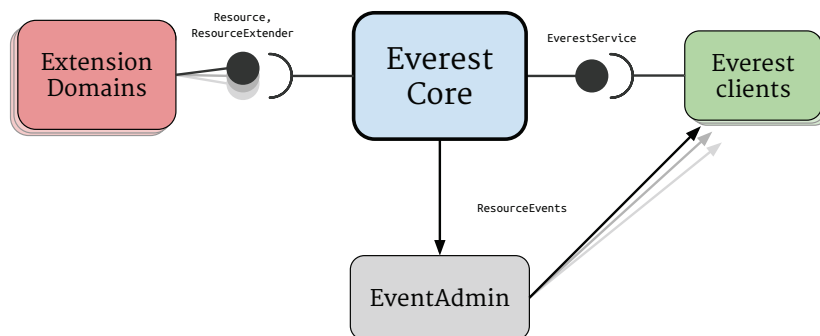 Resource,
ResourceExtender
Extension
Domains
Everest
Core
EverestService
Everest
clients
ResourceEvents
EventAdmin